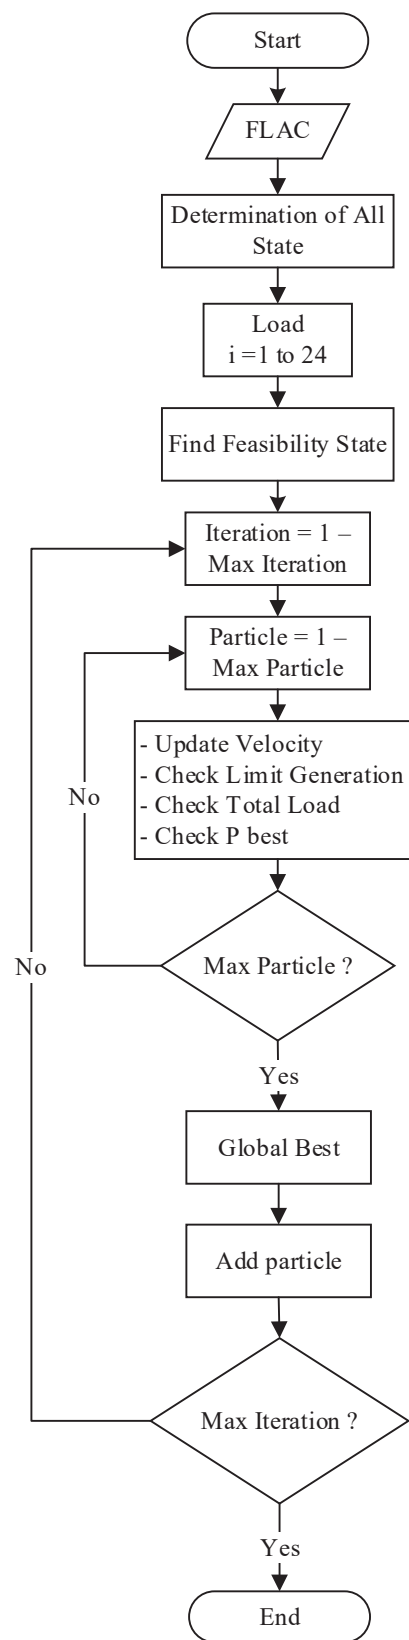 Start
FLAC
Determination of All
State
Load
i =1 to 24
Find Feasibility State
Iteration = 1 –
Max Iteration
Particle = 1 –
Max Particle
- Update Velocity
- Check Limit Generation
- Check Total Load
- Check P best
No
Max Particle ?
No
Yes
Global Best
Add particle
Max Iteration ?
Yes
End